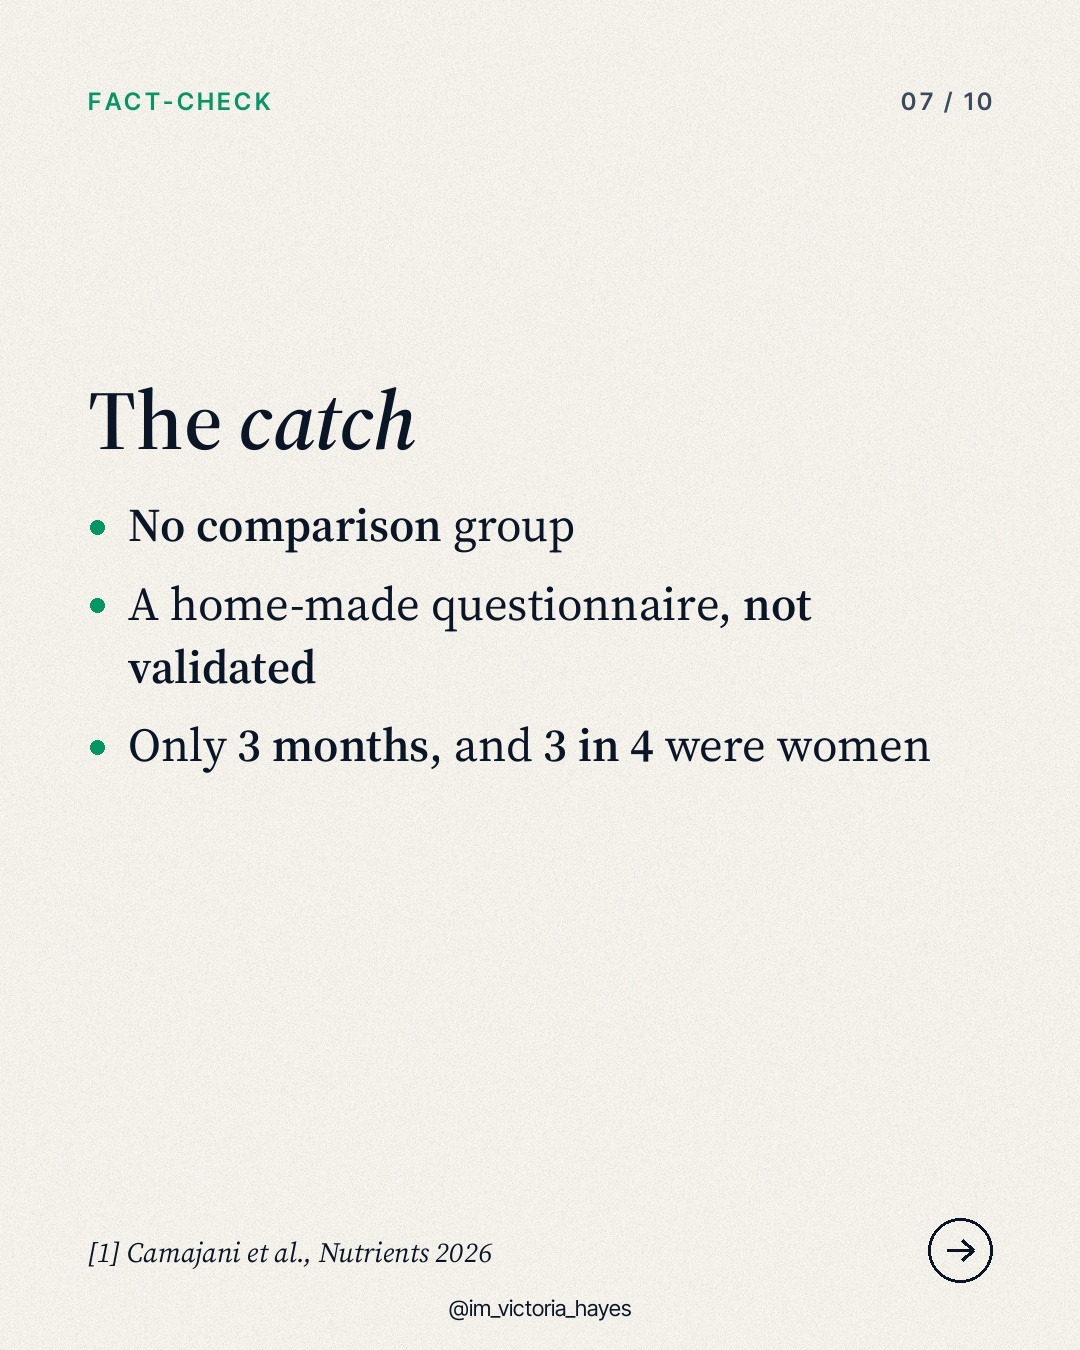 FACT-CHECK
07 / 10
The catch
No comparison group
A home-made questionnaire, not
validated
Only 3 months, and 3 in 4 were women
[1] Camajani et al., Nutrients 2026
@im_victoria_hayes